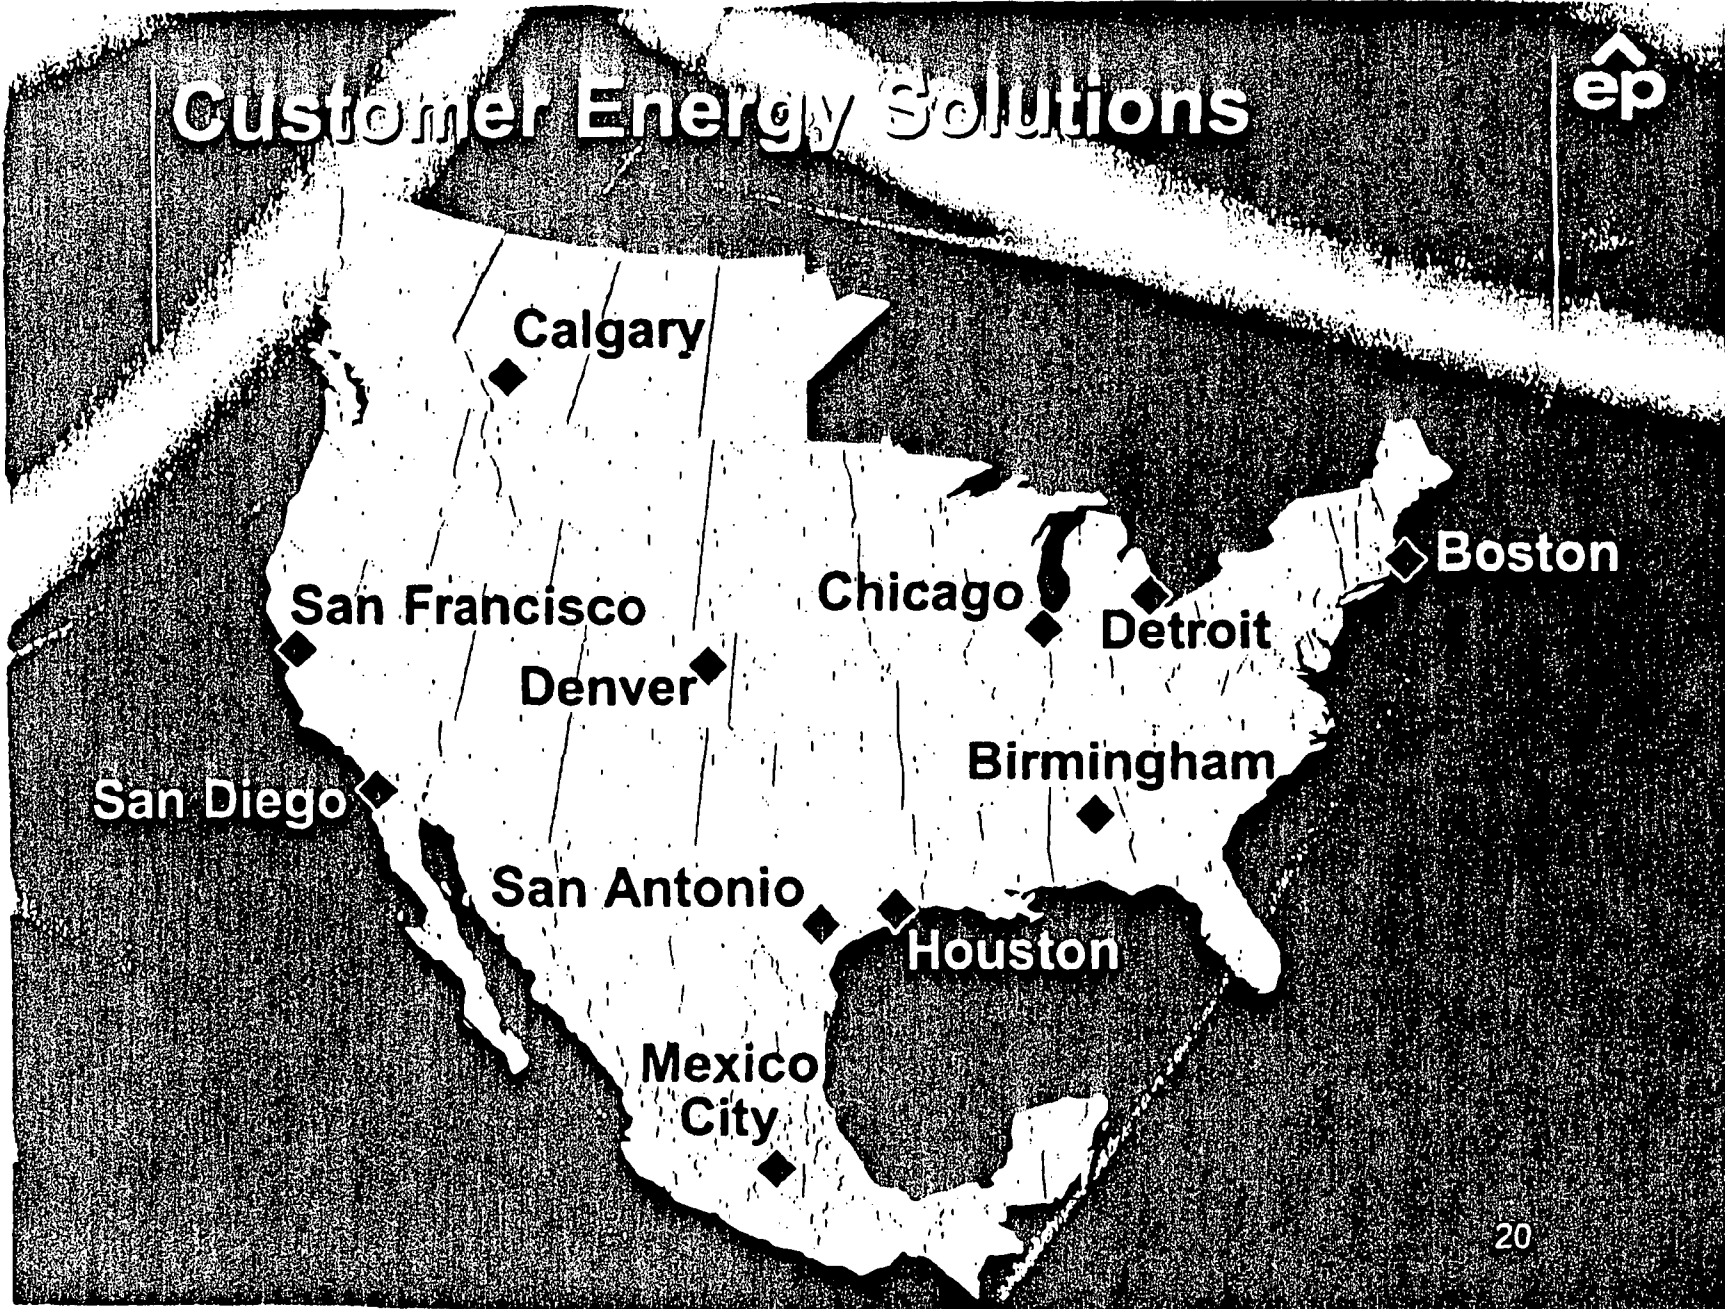 Customer Energy Solutions
ep
Calgary
Boston
Chicago
San Francisco
Detroit
Denver
Birmingham
San Diego
San Antonio
Houston
Mexico
City
20